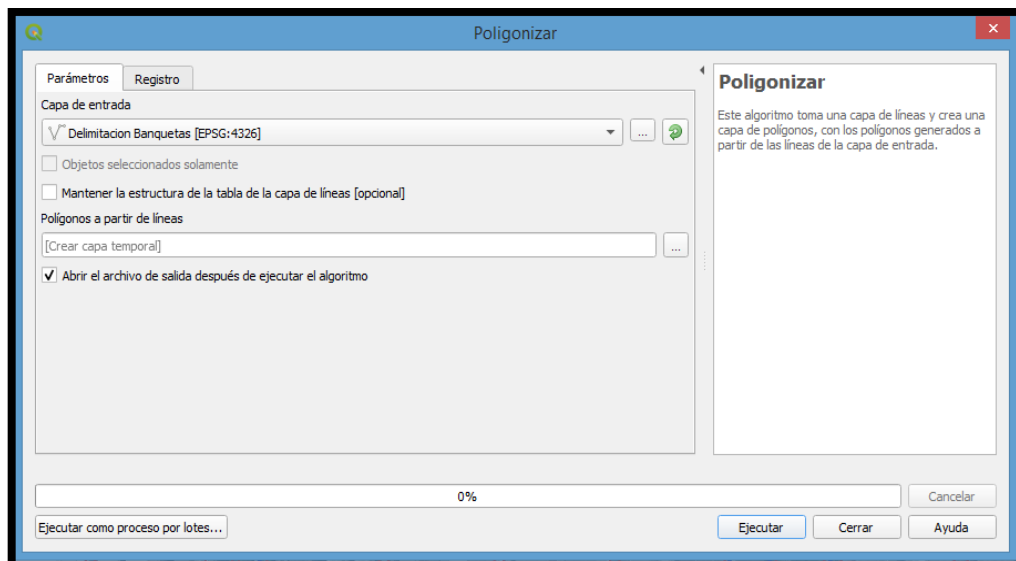 Poligonizar
Parámetros
Registro
Capa de entrada
Delimitacion Banquetas [EPSG:4326]
...
Objetos seleccionados solamente
Mantener la estructura de la tabla de la capa de líneas [opcional]
Polígonos a partir de líneas
[Crear capa temporal]
...
Abrir el archivo de salida después de ejecutar el algoritmo
Poligonizar
Este algoritmo toma una capa de líneas y crea una
capa de polígonos, con los polígonos generados a
partir de las líneas de la capa de entrada.
0%
Cancelar
Ejecutar como proceso por lotes...
Ejecutar
Cerrar
Ayuda